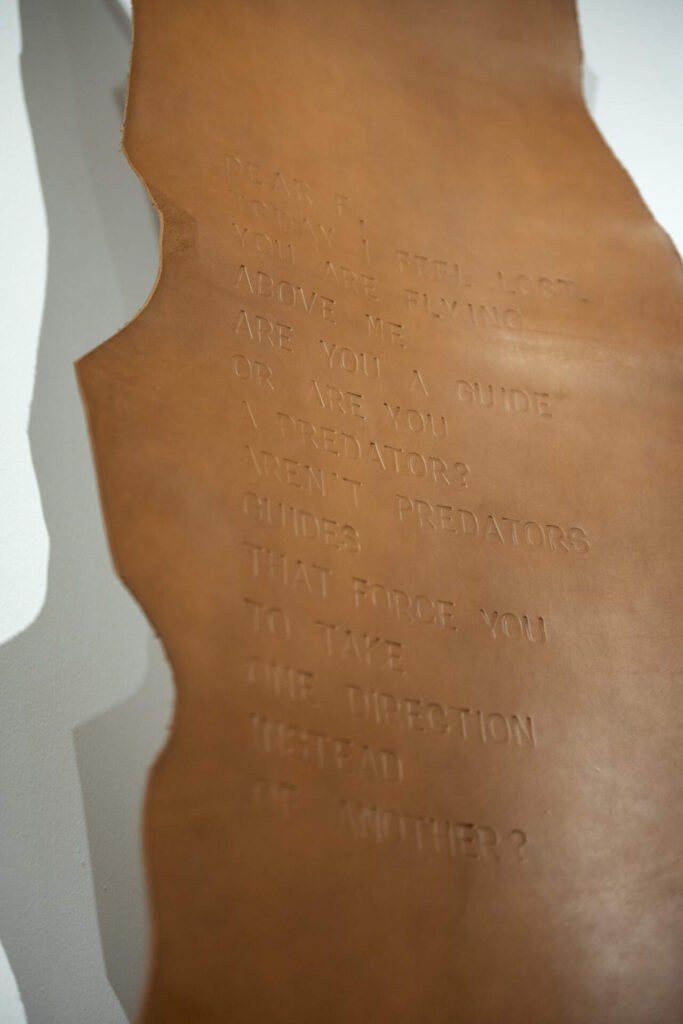 DEAR F,
TODAY I FEEL LOST.
YOU ARE FLYING
ABOVE ME
ARE YOU A GUIDE
OR ARE YOU
A PREDATOR?
AREN'T PREDATORS
GUIDES
THAT FORCE YOU
TO TAKE
ONE DIRECTION
INSTEAD
OF ANOTHER?